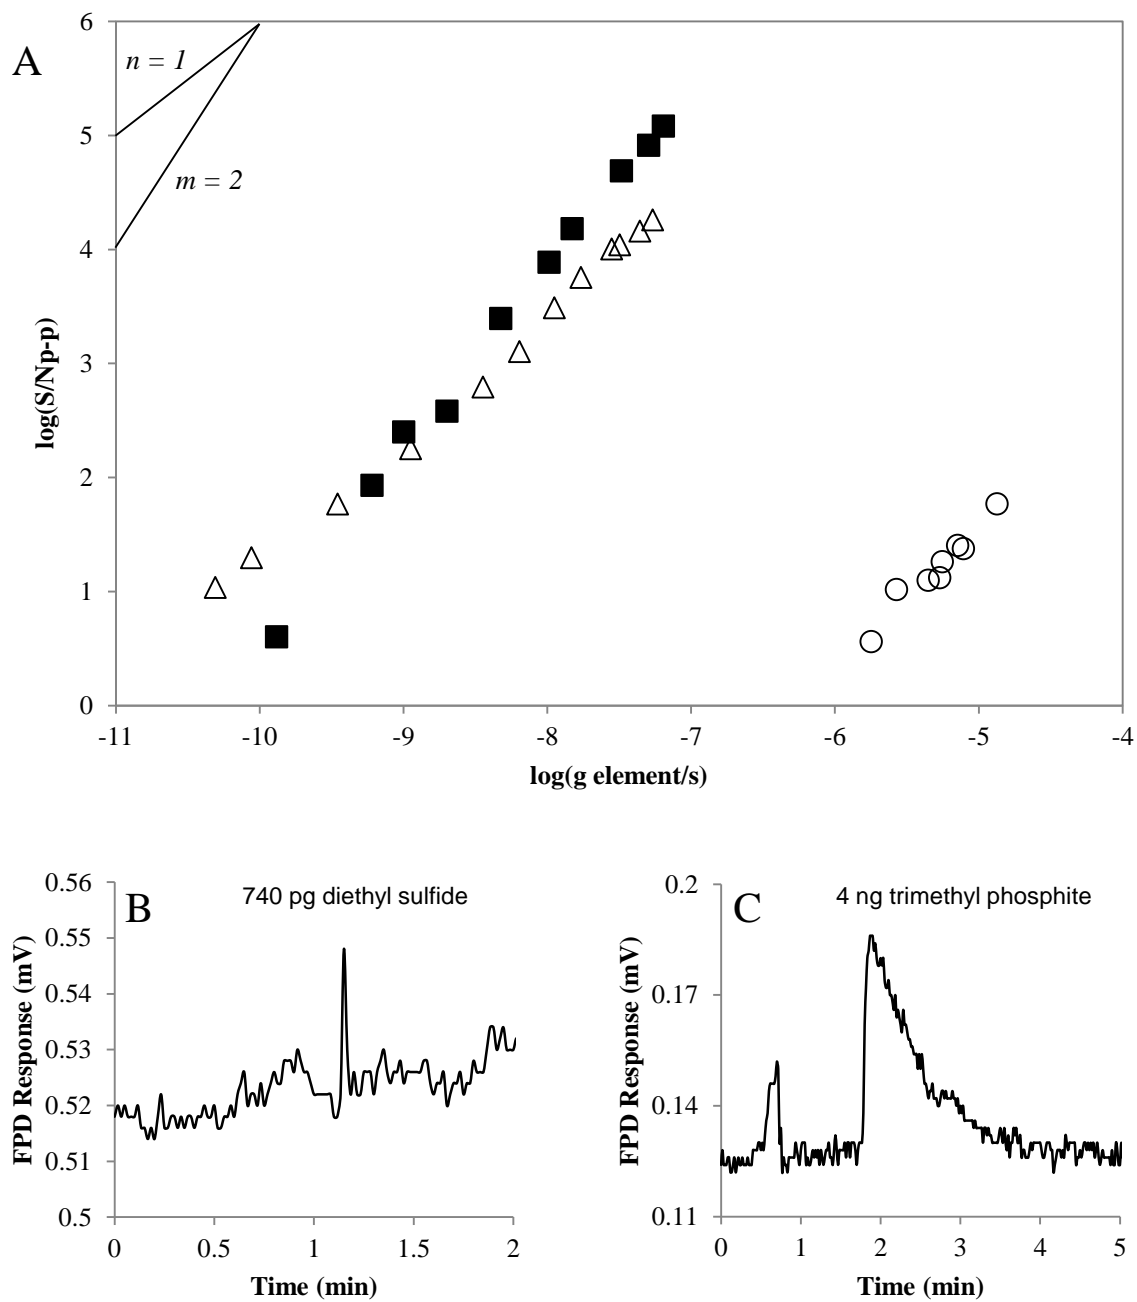 A
n = 1
m = 2
6
5
4
3
2
1
0
log(S/Np-p)
-11 -10 -9 -8 -7 -6 -5 -4
log(g element/s)
B
740 pg diethyl sulfide
0.56
0.55
0.54
0.53
0.52
0.51
0.5
FPD Response (mV)
0 0.5 1 1.5 2
Time (min)
C
4 ng trimethyl phosphite
0.2
0.17
0.14
0.11
FPD Response (mV)
0 1 2 3 4 5
Time (min)